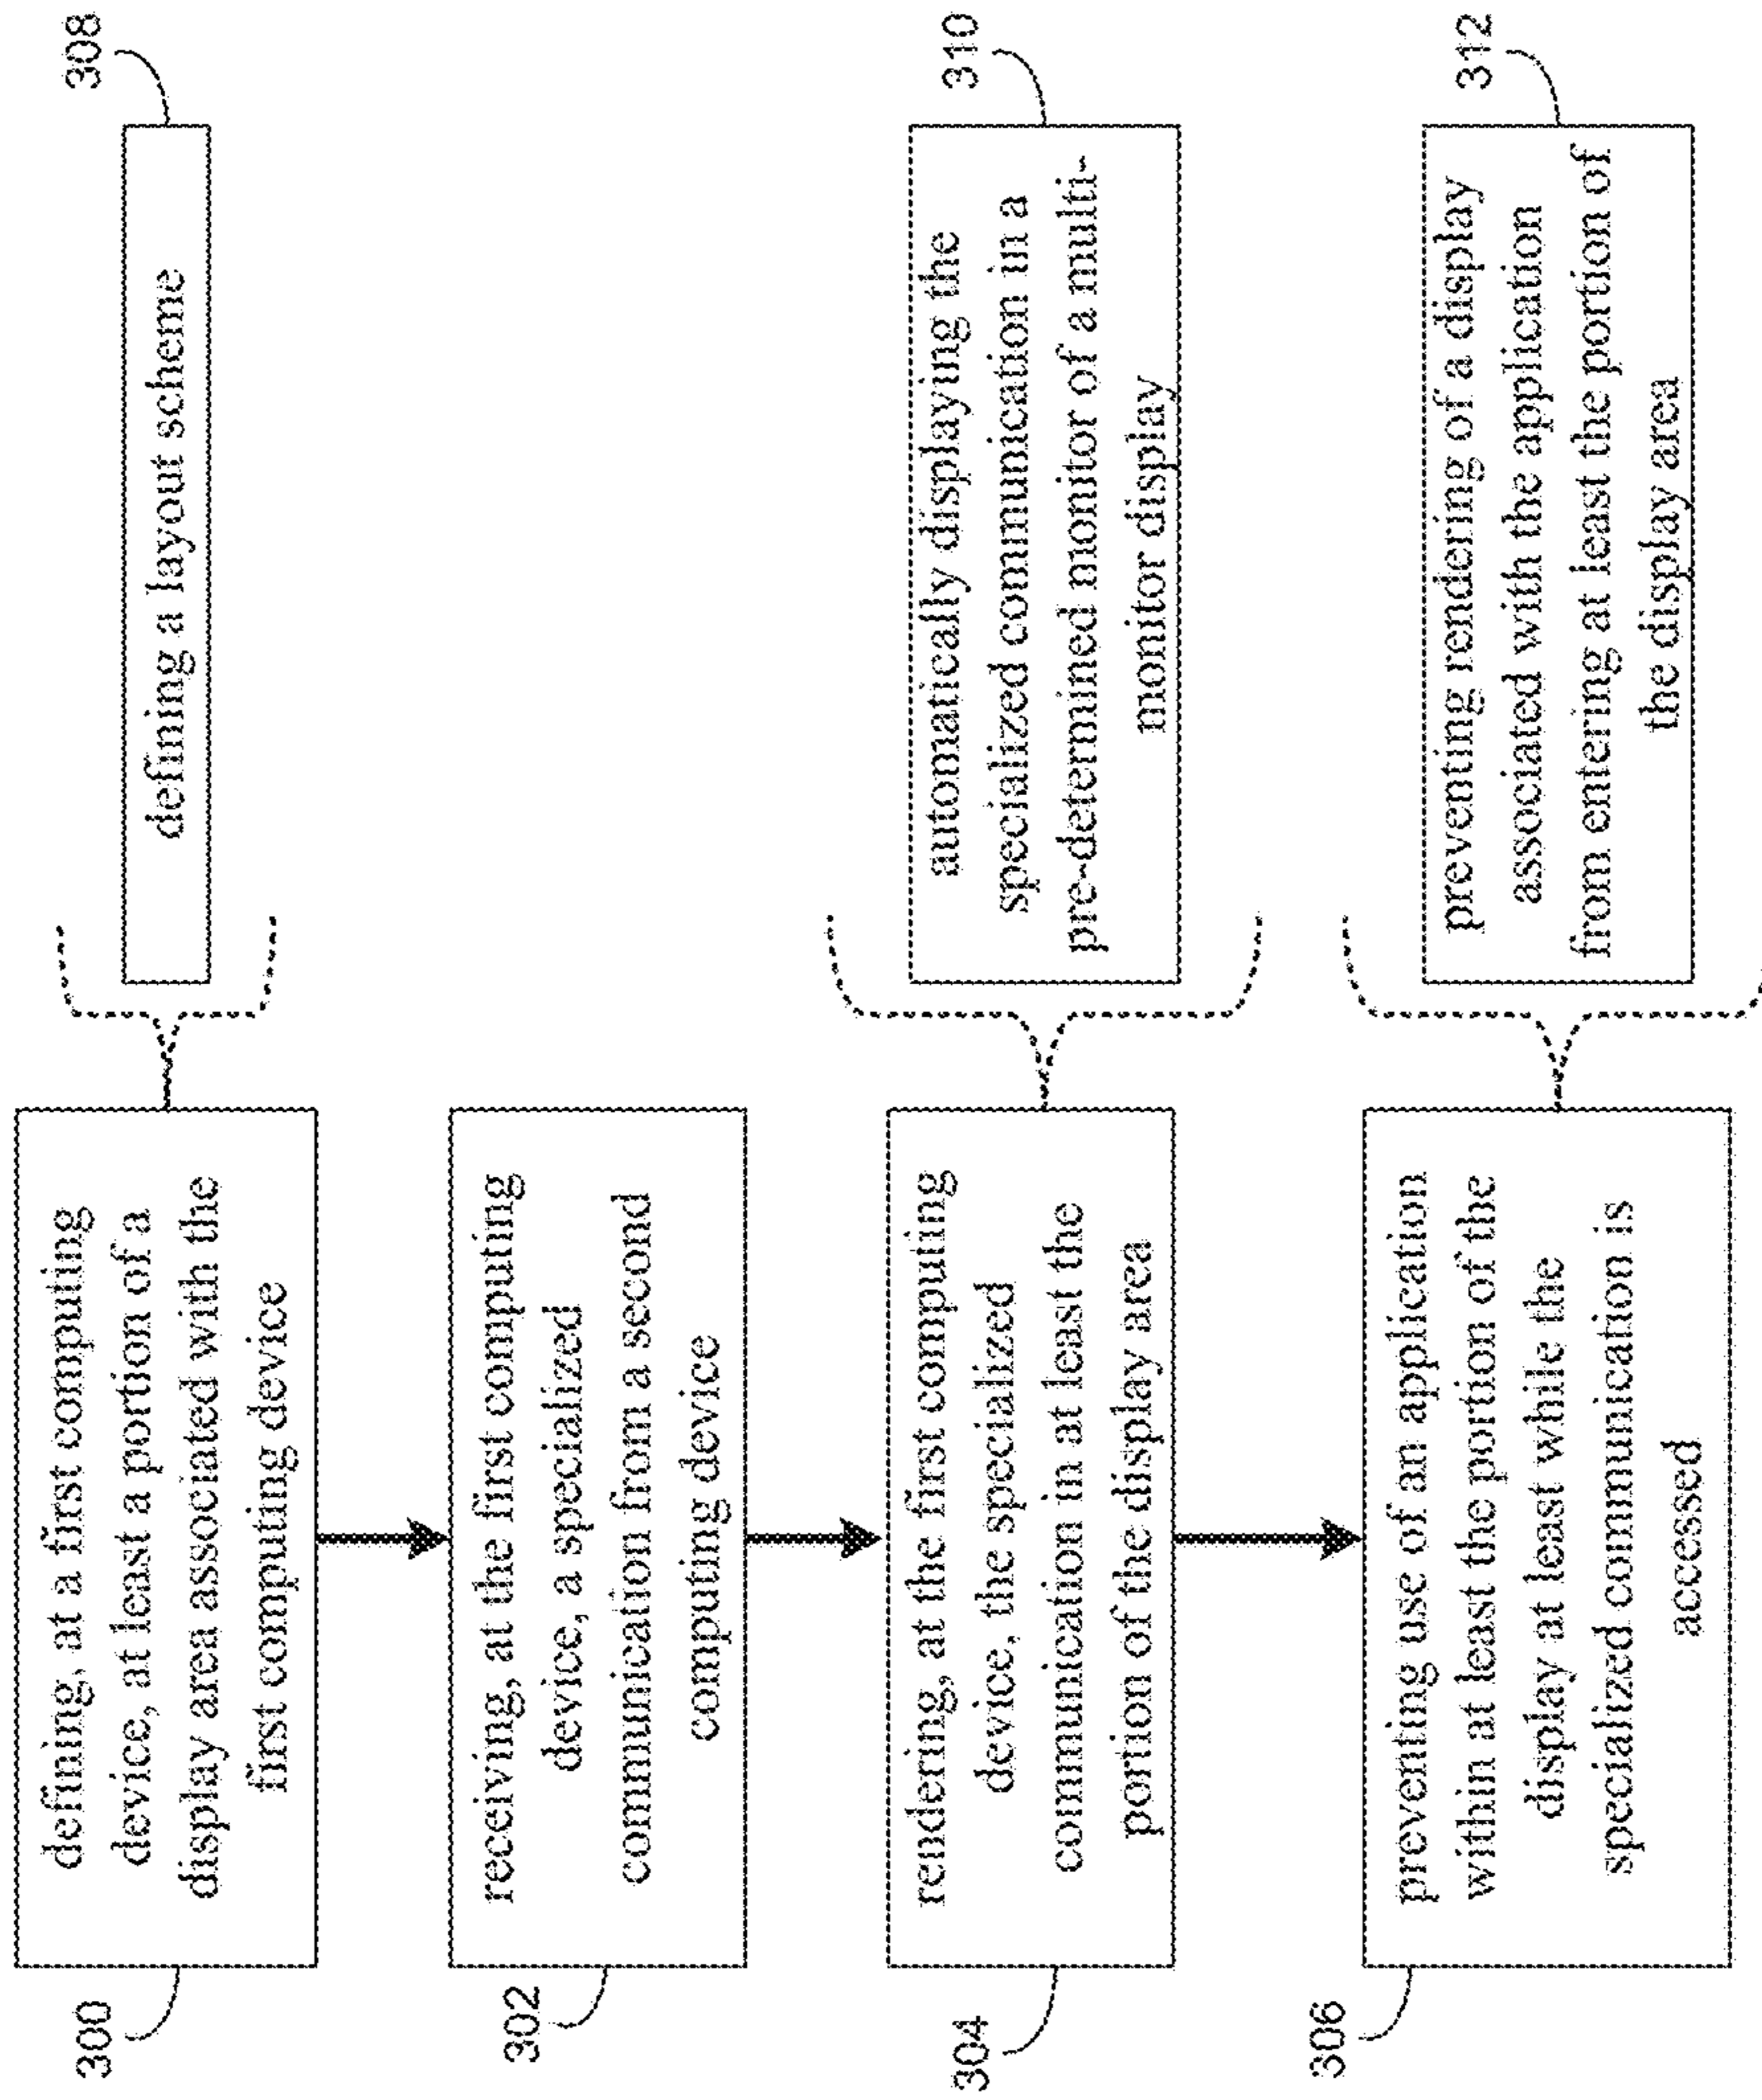 300
defining, at a first computing
device, at least a portion of a
display area associated with the
first computing device
308
defining a layout scheme
302
receiving, at the first computing
device, a specialized
communication from a second
computing device
304
rendering, at the first computing
device, the specialized
communication in at least the
portion of the display area
310
automatically displaying the
specialized communication in a
pre-determined monitor of a multi-
monitor display
306
preventing use of an application
within at least the portion of the
display at least while the
specialized communication is
accessed
312
preventing rendering of a display
associated with the application
from entering at least the portion of
the display area